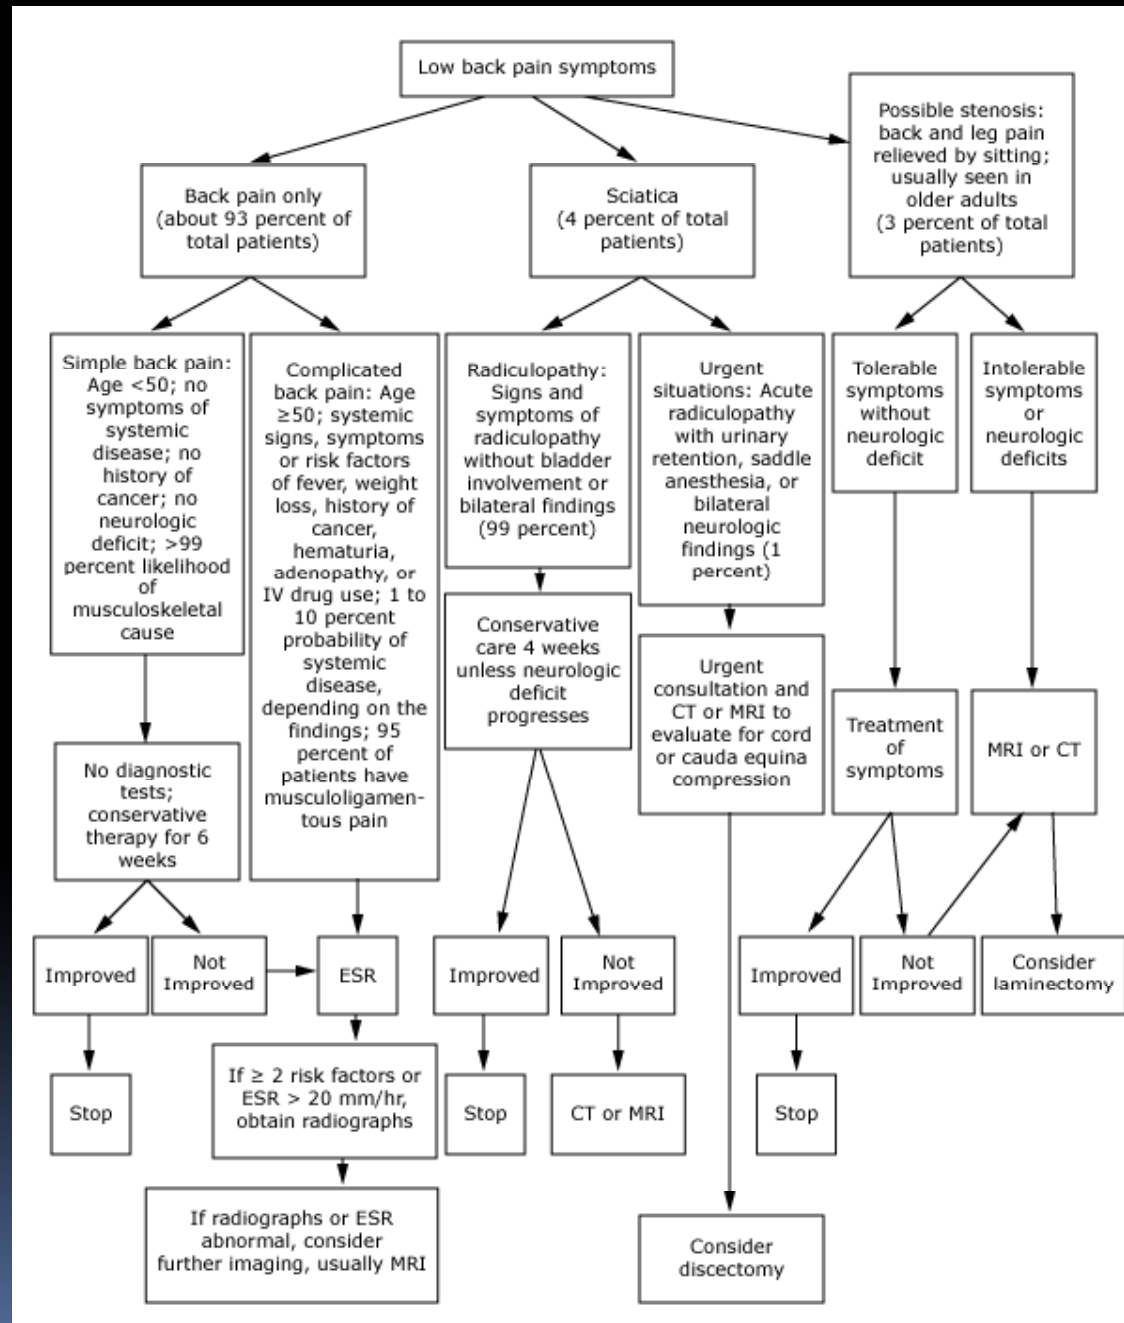 Low back pain symptoms
Possible stenosis:
back and leg pain
relieved by sitting;
usually seen in
older adults
(3 percent of total
patients)
Back pain only
(about 93 percent of
total patients)
Sciatica
(4 percent of total
patients)
Simple back pain:
Age <50; no
symptoms of
systemic
disease; no
history of
cancer; no
neurologic
deficit; >99
percent likelihood
of
musculoskeletal
cause
Complicated
back pain: Age
≥50; systemic
signs, symptoms
or risk factors
of fever, weight
loss, history of
cancer,
hematuria,
adenopathy, or
IV drug use; 1 to
10 percent
probability of
systemic
disease,
depending on the
findings; 95
percent of
patients have
musculoligamen-
tous pain
Radiculopathy:
Signs and
symptoms of
radiculopathy
without bladder
involvement or
bilateral findings
(99 percent)
Urgent
situations: Acute
radiculopathy
with urinary
retention, saddle
anesthesia, or
bilateral
neurologic
findings (1
percent)
Tolerable
symptoms
without
neurologic
deficit
Intolerable
symptoms
or
neurologic
deficits
Conservative
care 4 weeks
unless neurologic
deficit
progresses
Urgent
consultation and
CT or MRI to
evaluate for cord
or cauda equina
compression
Treatment
of
symptoms
MRI or CT
No diagnostic
tests;
conservative
therapy for 6
weeks
Improved
Not
Improved
ESR
Improved
Not
Improved
Improved
Not
Improved
Consider
laminectomy
Stop
If ≥ 2 risk factors or
ESR > 20 mm/hr,
obtain radiographs
Stop
CT or MRI
Stop
If radiographs or ESR
abnormal, consider
further imaging, usually MRI
Consider
discectomy